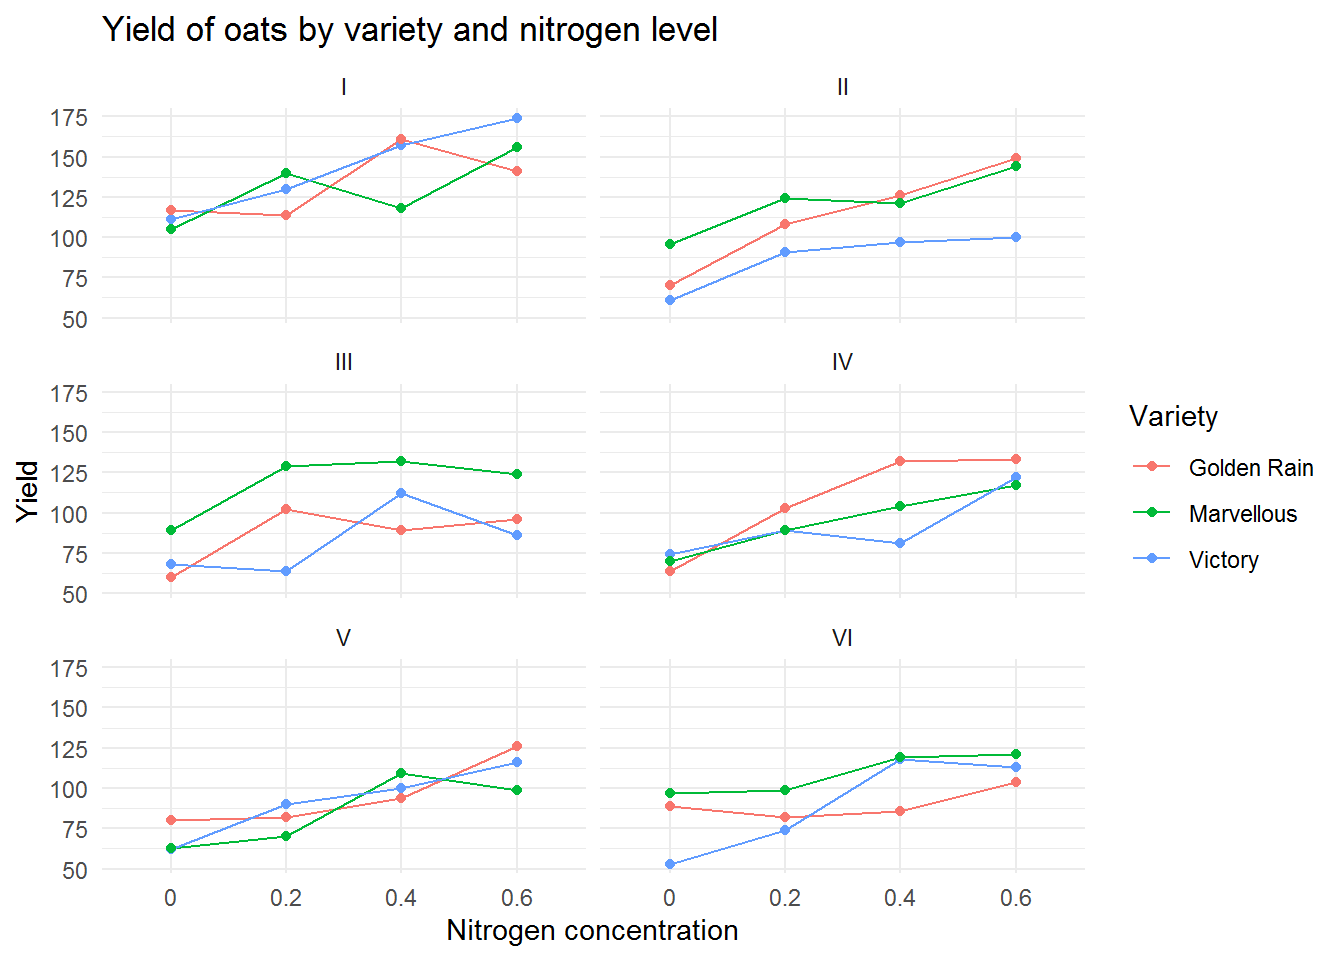 Yield of oats by variety and nitrogen level
I
II
175
150
125
100
75
50
III
IV
175
150
125
100
75
50
V
VI
175
150
125
100
75
50
0 0.2 0.4 0.6
0 0.2 0.4 0.6
Nitrogen concentration
Yield
Variety
Golden Rain
Marvellous
Victory